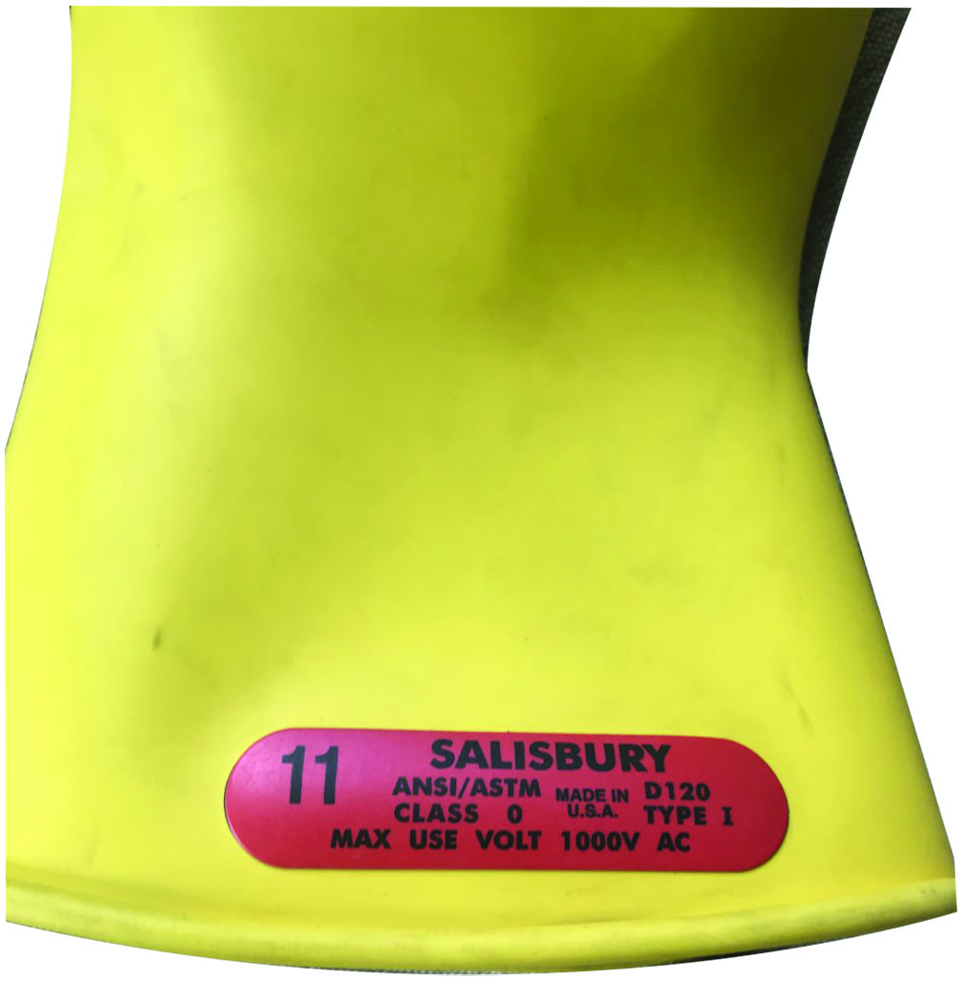 11
SALISBURY
ANSI/ASTM MADE IN D120
CLASS 0 U.S.A. TYPE I
MAX USE VOLT 1000V AC